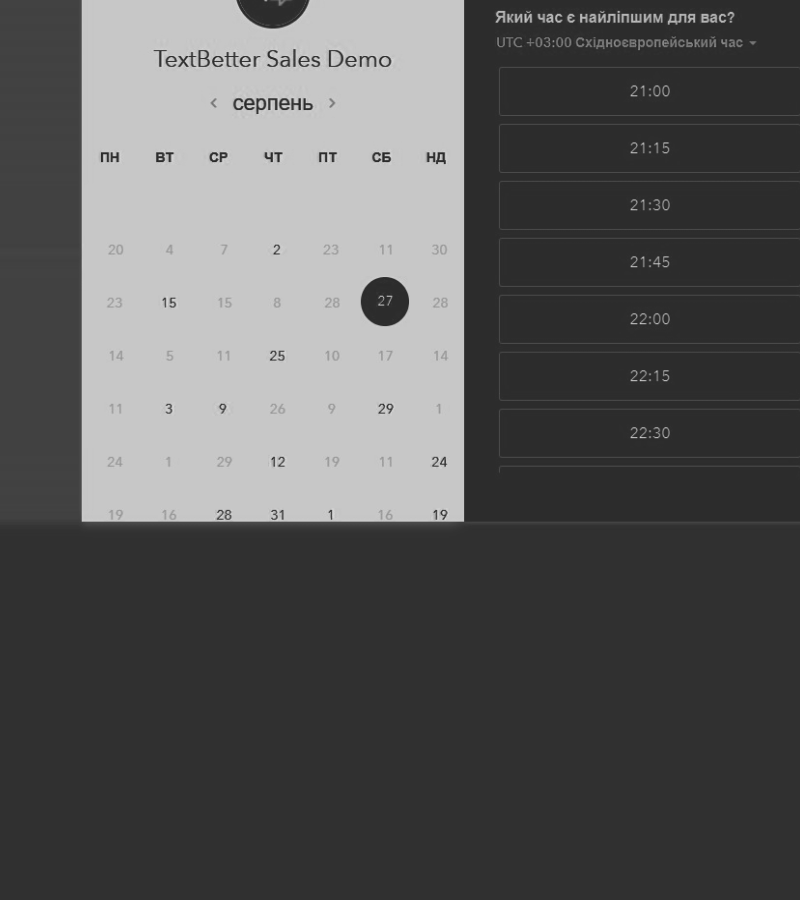 TextBetter Sales Demo
серпень
ПН ВТ СР ЧТ ПТ СБ НД
20 4 7 2 23 11 30
23 15 15 8 28 27 28
14 5 11 25 10 17 14
11 3 9 26 9 29 1
24 1 29 12 19 11 24
19 16 28 31 1 16 19
Який час є найліпшим для вас?
UTC +03:00 Східноєвропейський час
21:00
21:15
21:30
21:45
22:00
22:15
22:30